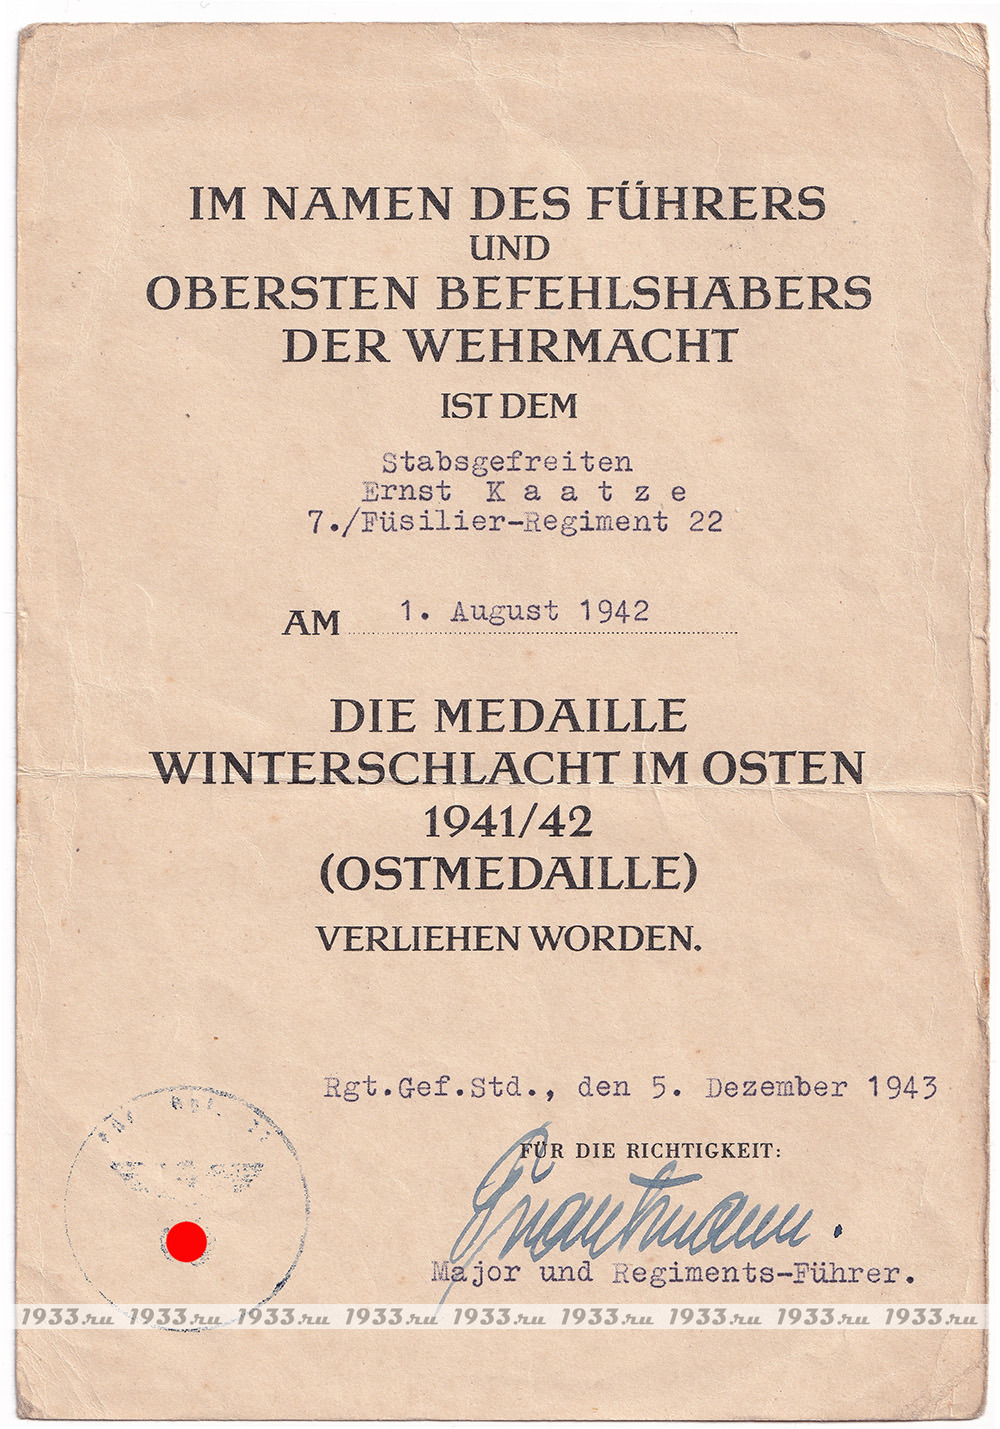 IM NAMEN DES FÜHRERS
UND
OBERSTEN BEFEHLSHABERS
DER WEHRMACHT
IST DEM
Stabsgefreiten
Ernst K a a t z e
7./Füsilier-Regiment 22
AM 1. August 1942
DIE MEDAILLE
WINTERSCHLACHT IM OSTEN
1941/42
(OSTMEDAILLE)
VERLIEHEN WORDEN.
Rgt.Gef.Std., den 5. Dezember 1943
FÜR DIE RICHTIGKEIT:
Major und Regiments-Führer.
1933.ru 1933.ru 1933.ru 1933.ru 1933.ru 1933.ru 1933.ru 1933.ru 1933.ru